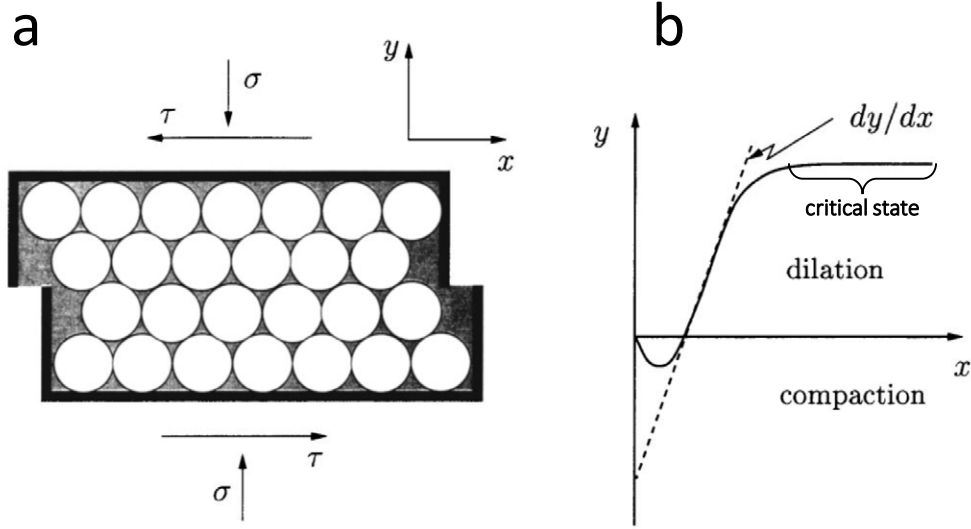 a
σ
τ
y
x
τ
σ
b
y
dy/dx
critical state
dilation
x
compaction